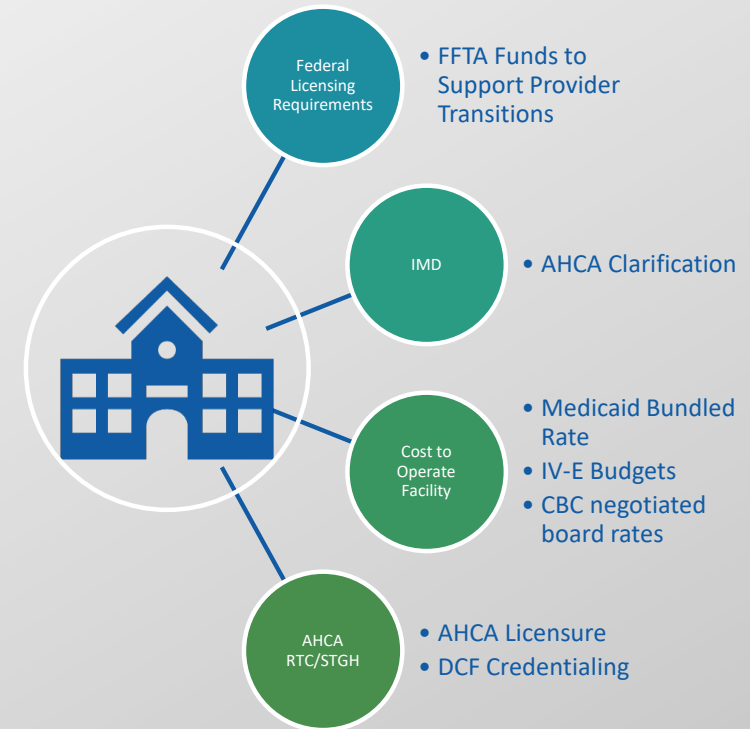 Federal
Licensing
Requirements
• FFTA Funds to
Support Provider
Transitions
IMD
• AHCA Clarification
Cost to
Operate
Facility
• Medicaid Bundled
Rate
• IV-E Budgets
• CBC negotiated
board rates
AHCA
RTC/STGH
• AHCA Licensure
• DCF Credentialing